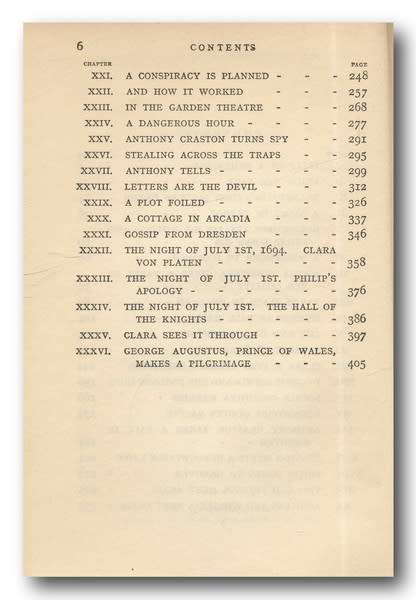 6 CONTENTS
CHAPTER PAGE
XXI. A CONSPIRACY IS PLANNED - - - 248
XXII. AND HOW IT WORKED - - - 257
XXIII. IN THE GARDEN THEATRE - - - 268
XXIV. A DANGEROUS HOUR - - - - 277
XXV. ANTHONY CRASTON TURNS SPY - - 291
XXVI. STEALING ACROSS THE TRAPS - - 295
XXVII. ANTHONY TELLS - - - - - 299
XXVIII. LETTERS ARE THE DEVIL - - - 312
XXIX. A PLOT FOILED - - - - - 326
XXX. A COTTAGE IN ARCADIA - - - 337
XXXI. GOSSIP FROM DRESDEN - - - 346
XXXII. THE NIGHT OF JULY 1ST, 1694. CLARA
VON PLATEN - - - - - 358
XXXIII. THE NIGHT OF JULY 1ST. PHILIP'S
APOLOGY - - - - - - 376
XXXIV. THE NIGHT OF JULY 1ST. THE HALL OF
THE KNIGHTS - - - - - 386
XXXV. CLARA SEES IT THROUGH - - - 397
XXXVI. GEORGE AUGUSTUS, PRINCE OF WALES,
MAKES A PILGRIMAGE - - - 405